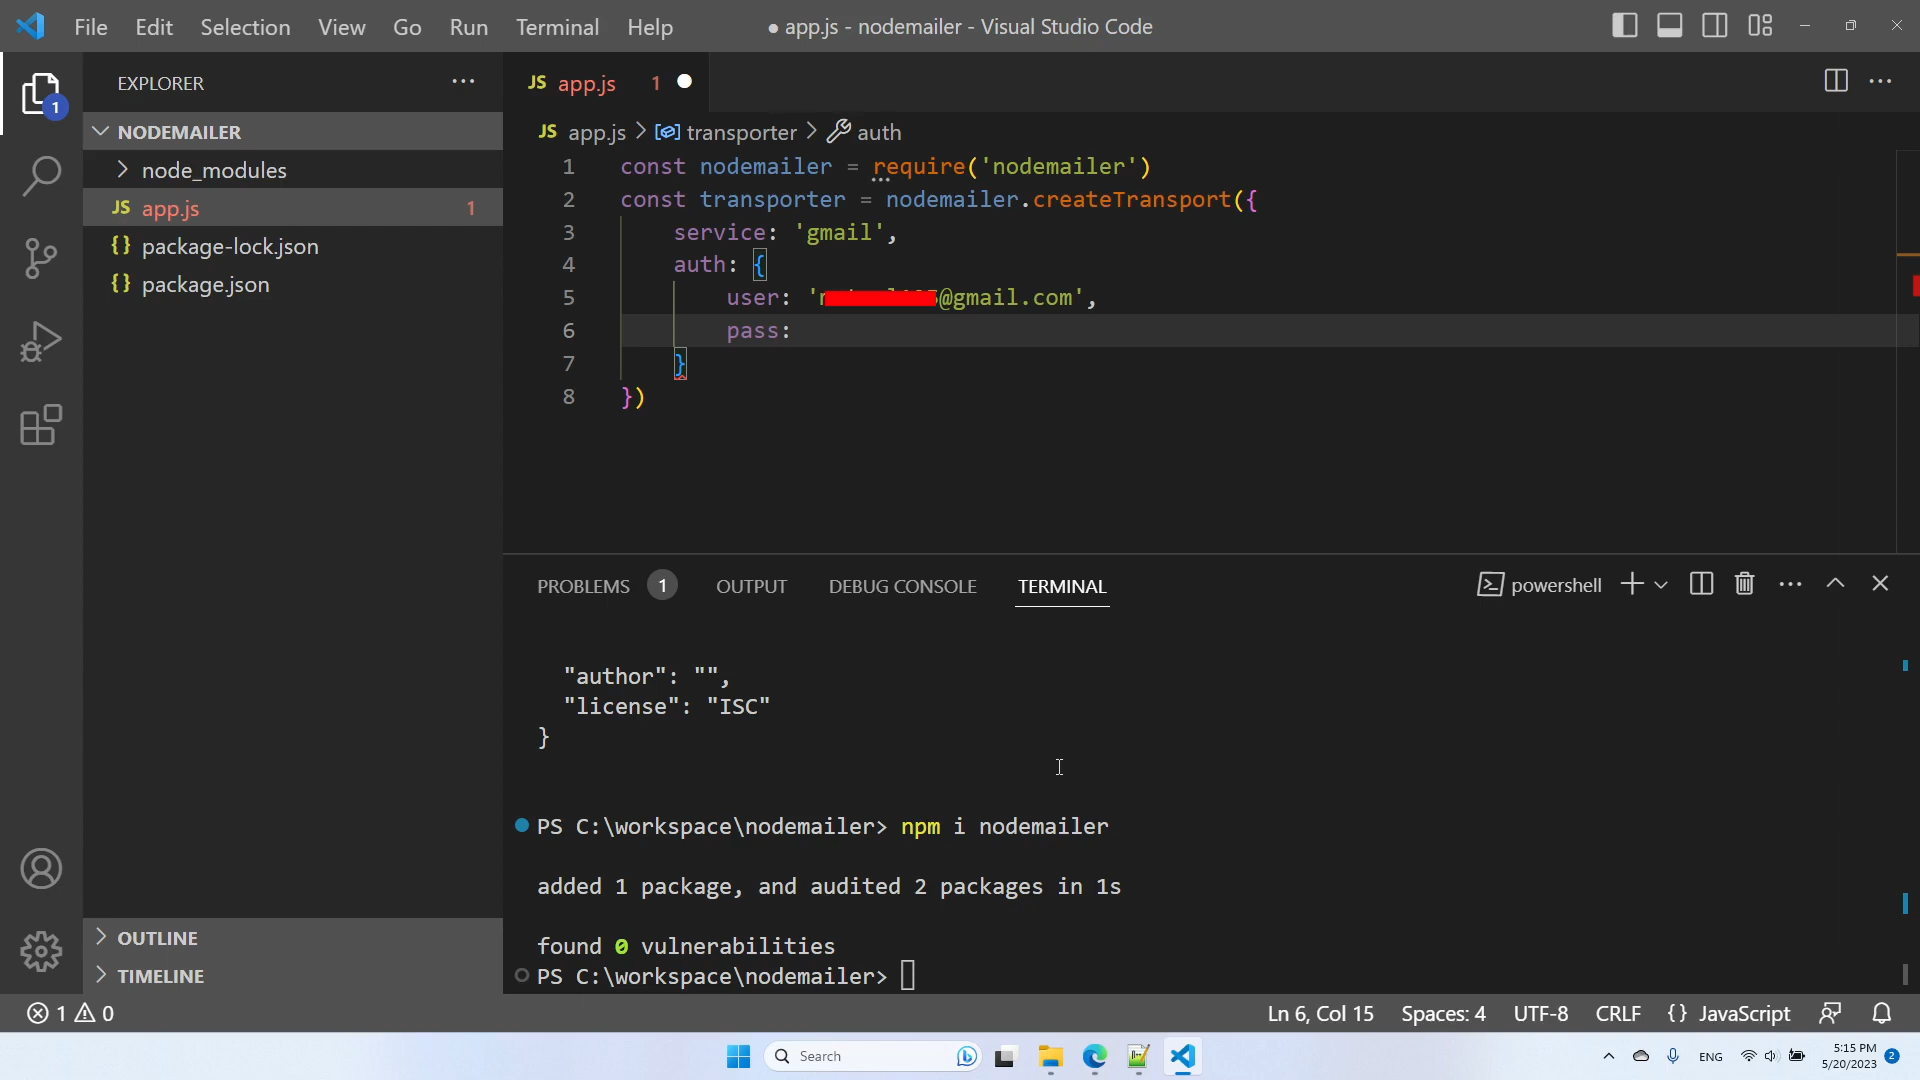 File Edit Selection View Go Run Terminal Help
● app.js - nodemailer - Visual Studio Code
EXPLORER
1
NODEMAILER
node_modules
JS app.js 1
{} package-lock.json
{} package.json
OUTLINE
TIMELINE
JS app.js 1
JS app.js > transporter > auth
1 const nodemailer = require('nodemailer')
2 const transporter = nodemailer.createTransport({
3 service: 'gmail',
4 auth: {
5 user: '@gmail.com',
6 pass:
7 }
8 })
PROBLEMS 1 OUTPUT DEBUG CONSOLE TERMINAL
powershell
"author": "",
"license": "ISC"
}
PS C:\workspace\nodemailer> npm i nodemailer
added 1 package, and audited 2 packages in 1s
found 0 vulnerabilities
PS C:\workspace\nodemailer>
1 0
Ln 6, Col 15 Spaces: 4 UTF-8 CRLF {} JavaScript
Search
ENG
5:15 PM
5/20/2023
2